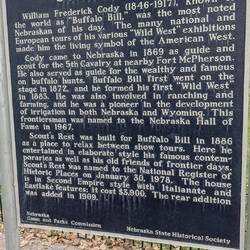 William Frederick Cody (1846-1917), known to
the world as "Buffalo Bill," was the most noted
Nebraskan of his day. The many national and
European tours of his various "Wild West" exhibitions
made him the living symbol of the American West.
Cody came to Nebraska in 1869 as guide and
scout for the 5th Cavalry at nearby Fort McPherson.
He also served as guide for the wealthy and famous
on buffalo hunts. Buffalo Bill first went on the
stage in 1872, and he formed his first "Wild West"
in 1883. He was also involved in ranching and
farming, and he was a pioneer in the development
of irrigation in both Nebraska and Wyoming. This
frontiersman was named to the Nebraska Hall of
Fame in 1967.
Scout's Rest was built for Buffalo Bill in 1886
as a place to relax between show tours. Here he
entertained in elaborate style his famous contem-
poraries as well as his old friends of frontier days.
Scout's Rest was named to the National Register of
Historic Places on January 30, 1978. The house
is in Second Empire style with Italianate and
Eastlake features; it cost $3,900. The rear addition
was added in 1909.
Nebraska
Game and Parks Commission
Nebraska State Historical Society